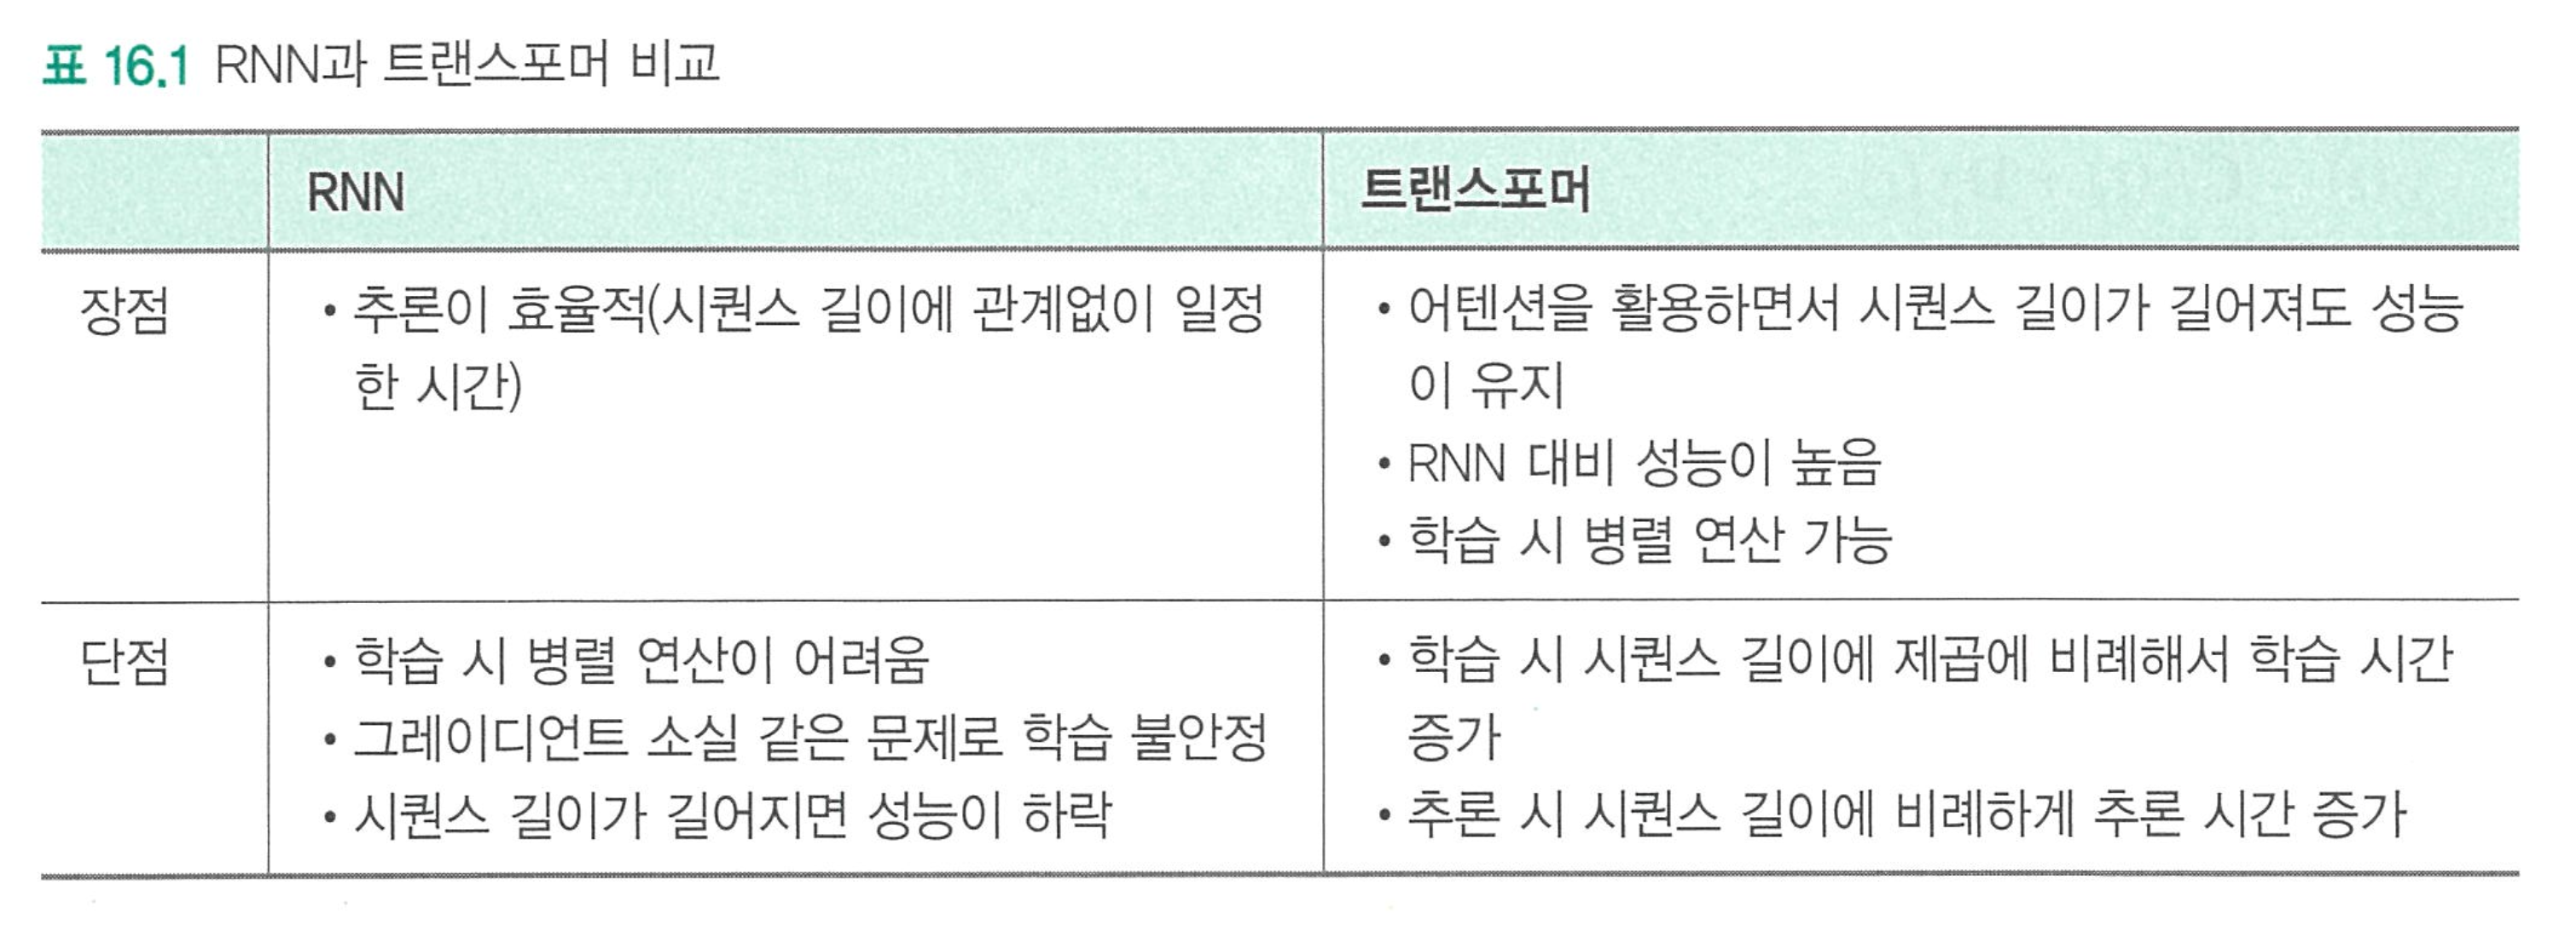 표 16.1 RNN과 트랜스포머 비교
RNN
트랜스포머
장점
• 추론이 효율적(시퀀스 길이에 관계없이 일정
한 시간)
• 어텐션을 활용하면서 시퀀스 길이가 길어져도 성능
이 유지
• RNN 대비 성능이 높음
• 학습 시 병렬 연산 가능
단점
• 학습 시 병렬 연산이 어려움
• 그레이디언트 소실 같은 문제로 학습 불안정
• 시퀀스 길이가 길어지면 성능이 하락
• 학습 시 시퀀스 길이에 제곱에 비례해서 학습 시간
증가
• 추론 시 시퀀스 길이에 비례하게 추론 시간 증가